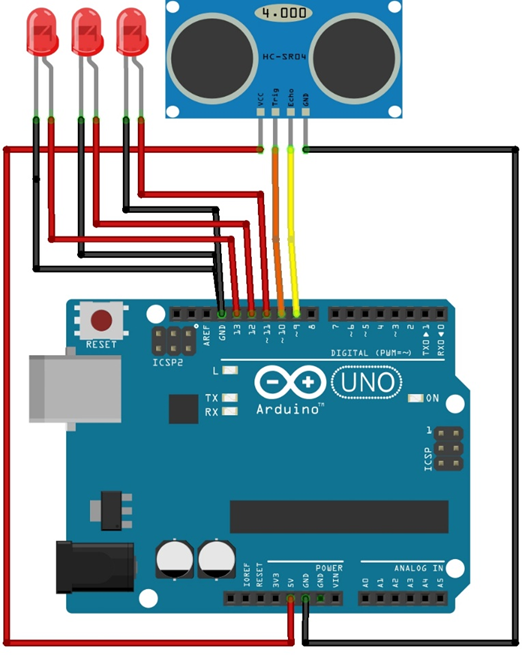 4.000
HC-SR04
VCC
Trig
Echo
GND
AREF
GND
13
12
~11
~10
~9
8
7
~6
~5
4
~3
2
TX0▶1
RX0◀0
RESET
ICSP2
DIGITAL (PWM=~)
L
TX
RX
UNO
ON
Arduino™
1
ICSP
IOREF
RESET
3V3
5V
GND
GND
VIN
POWER
A0
A1
A2
A3
A4
A5
ANALOG IN